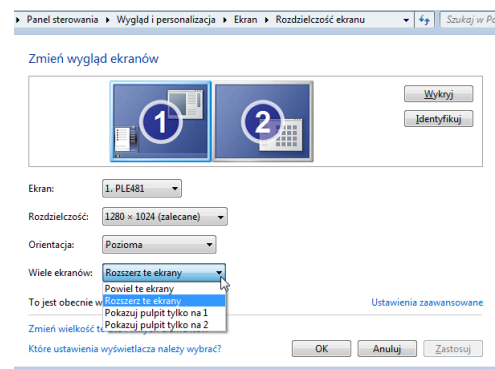 Panel sterowania ▸ Wygląd i personalizacja ▸ Ekran ▸ Rozdzielczość ekranu
Szukaj w
Zmień wygląd ekranów
1
2
Wykryj
Identyfikuj
Ekran: 1. PLE481
Rozdzielczość: 1280 × 1024 (zalecane)
Orientacja: Pozioma
Wiele ekranów: Rozszerz te ekrany
Powiel te ekrany
Rozszerz te ekrany
Pokazuj pulpit tylko na 1
Pokazuj pulpit tylko na 2
To jest obecnie
Ustawienia zaawansowane
Zmień wielkość
Które ustawienia wyświetlacza należy wybrać?
OK Anuluj Zastosuj